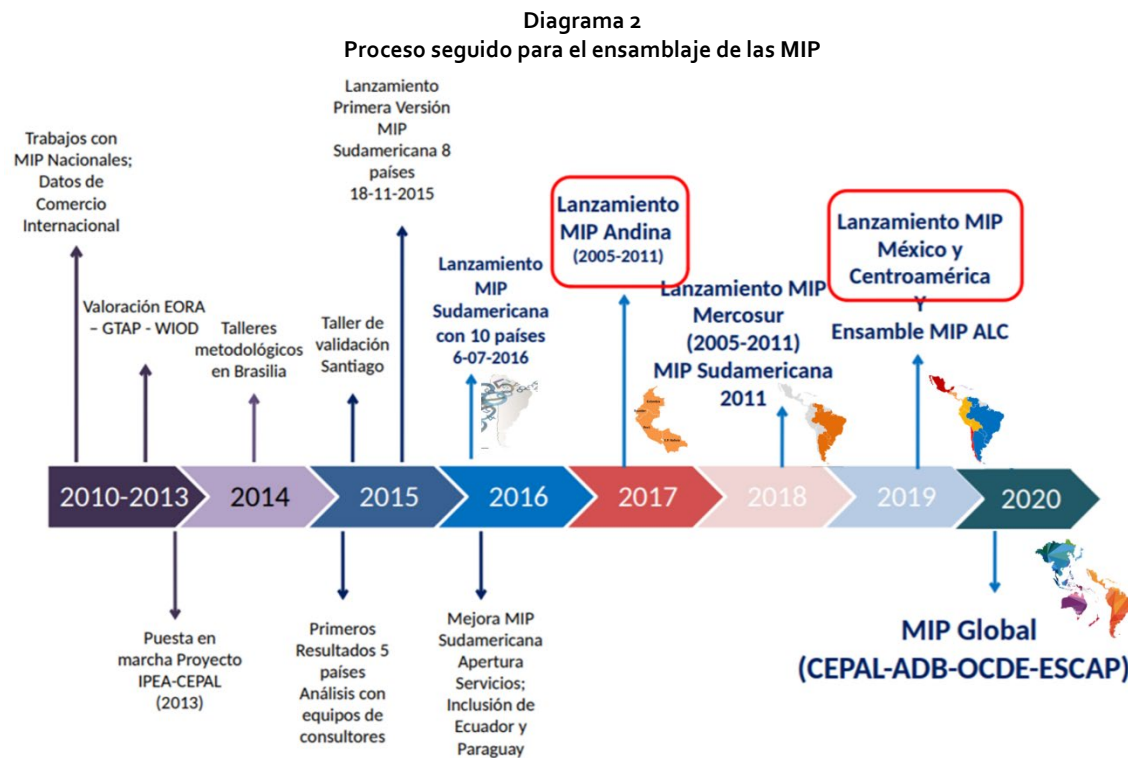 Diagrama 2
Proceso seguido para el ensamblaje de las MIP
Trabajos con
MIP Nacionales;
Datos de
Comercio
Internacional
Valoración EORA
– GTAP - WIOD
Talleres
metodológicos
en Brasilia
Taller de
validación
Santiago
Lanzamiento
Primera Versión
MIP
Sudamericana 8
países
18-11-2015
Lanzamiento
MIP
Sudamericana
con 10 países
6-07-2016
Lanzamiento
MIP Andina
(2005-2011)
Lanzamiento MIP
Mercosur
(2005-2011)
MIP Sudamericana
2011
Lanzamiento MIP
México y
Centroamérica
Y
Ensamble MIP ALC
2010-2013
2014
2015
2016
2017
2018
2019
2020
Puesta en
marcha Proyecto
IPEA-CEPAL
(2013)
Primeros
Resultados 5
países
Análisis con
equipos de
consultores
Mejora MIP
Sudamericana
Apertura
Servicios;
Inclusión de
Ecuador y
Paraguay
MIP Global
(CEPAL-ADB-OCDE-ESCAP)